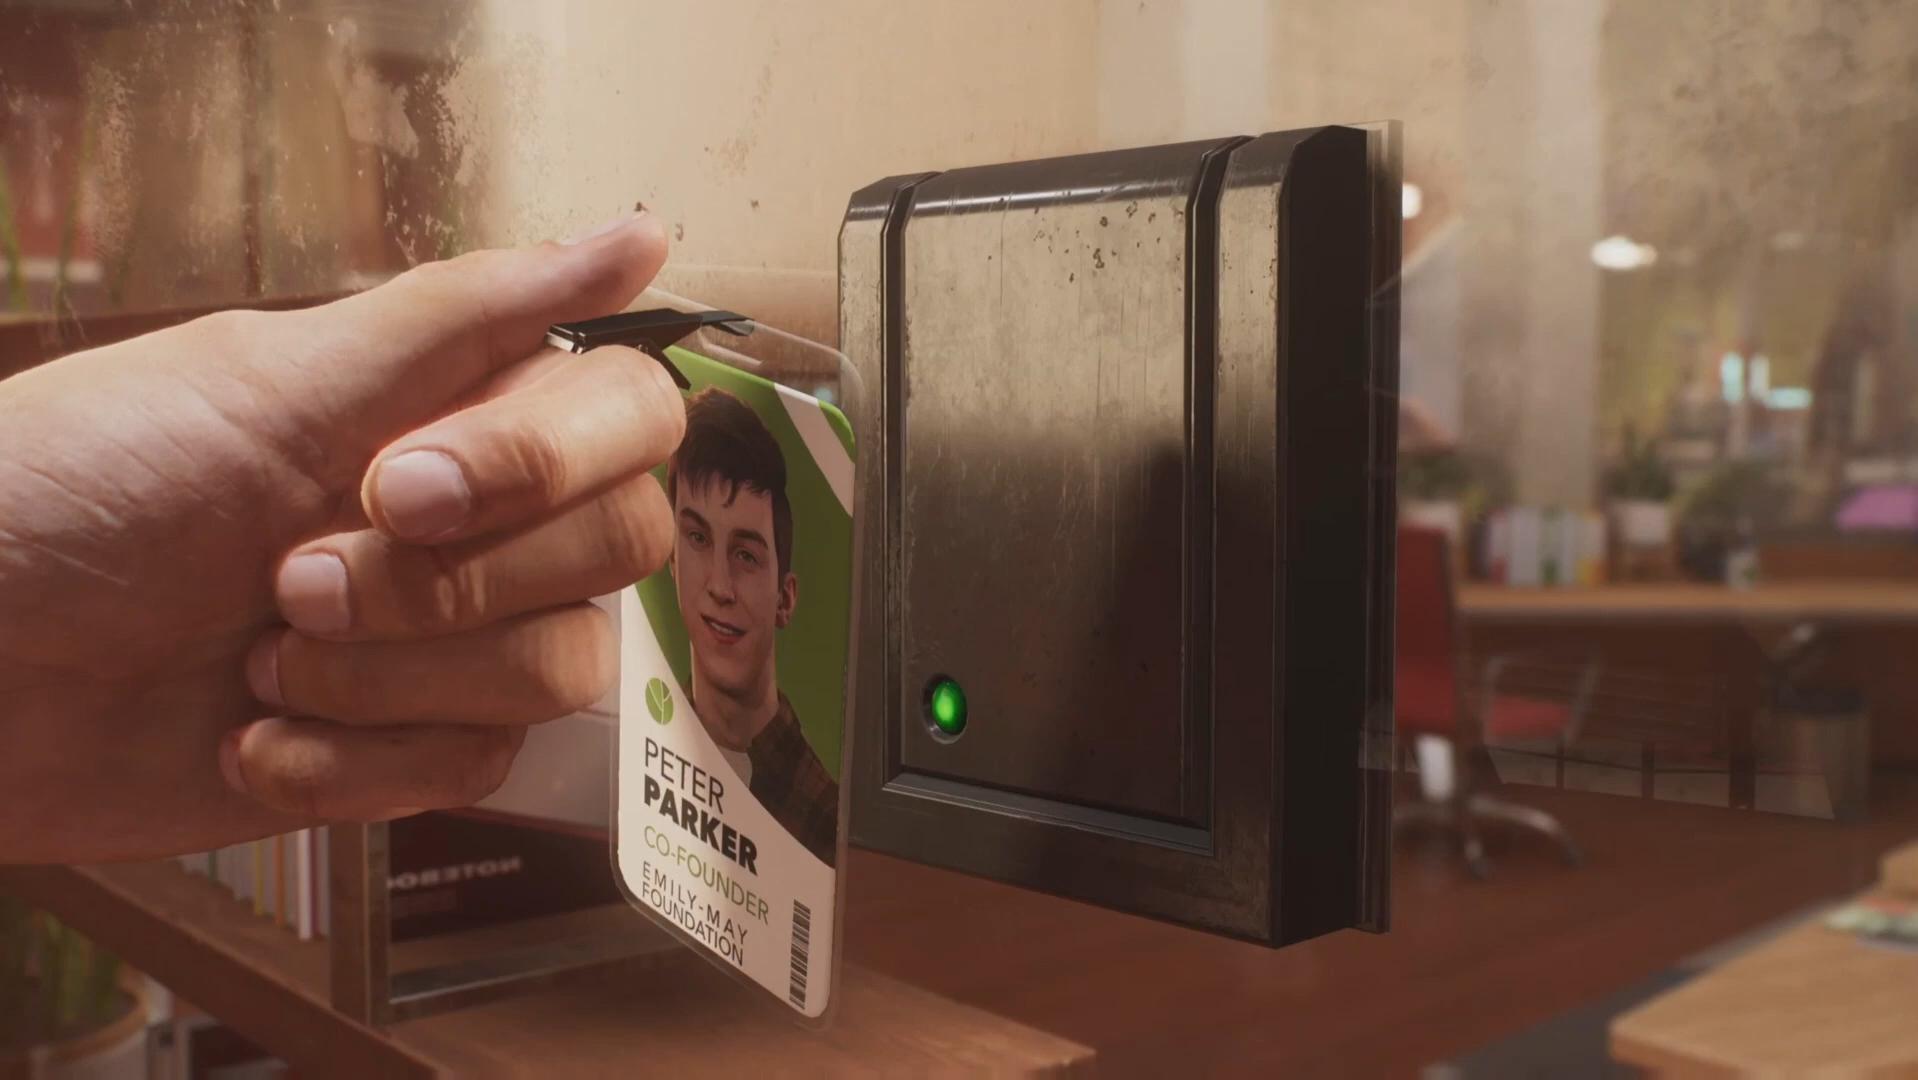 PETER
PARKER
CO-FOUNDER
EMILY-MAY
FOUNDATION